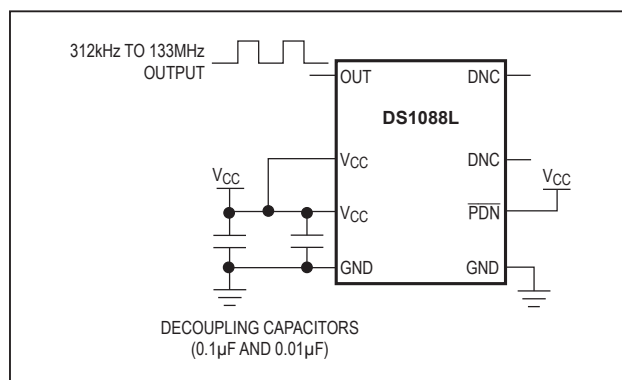 312kHz TO 133MHz
OUTPUT
OUT
DNC
DS1088L
VCC
DNC
VCC
VCC
VCC
PDN
GND
GND
DECOUPLING CAPACITORS
(0.1µF AND 0.01µF)